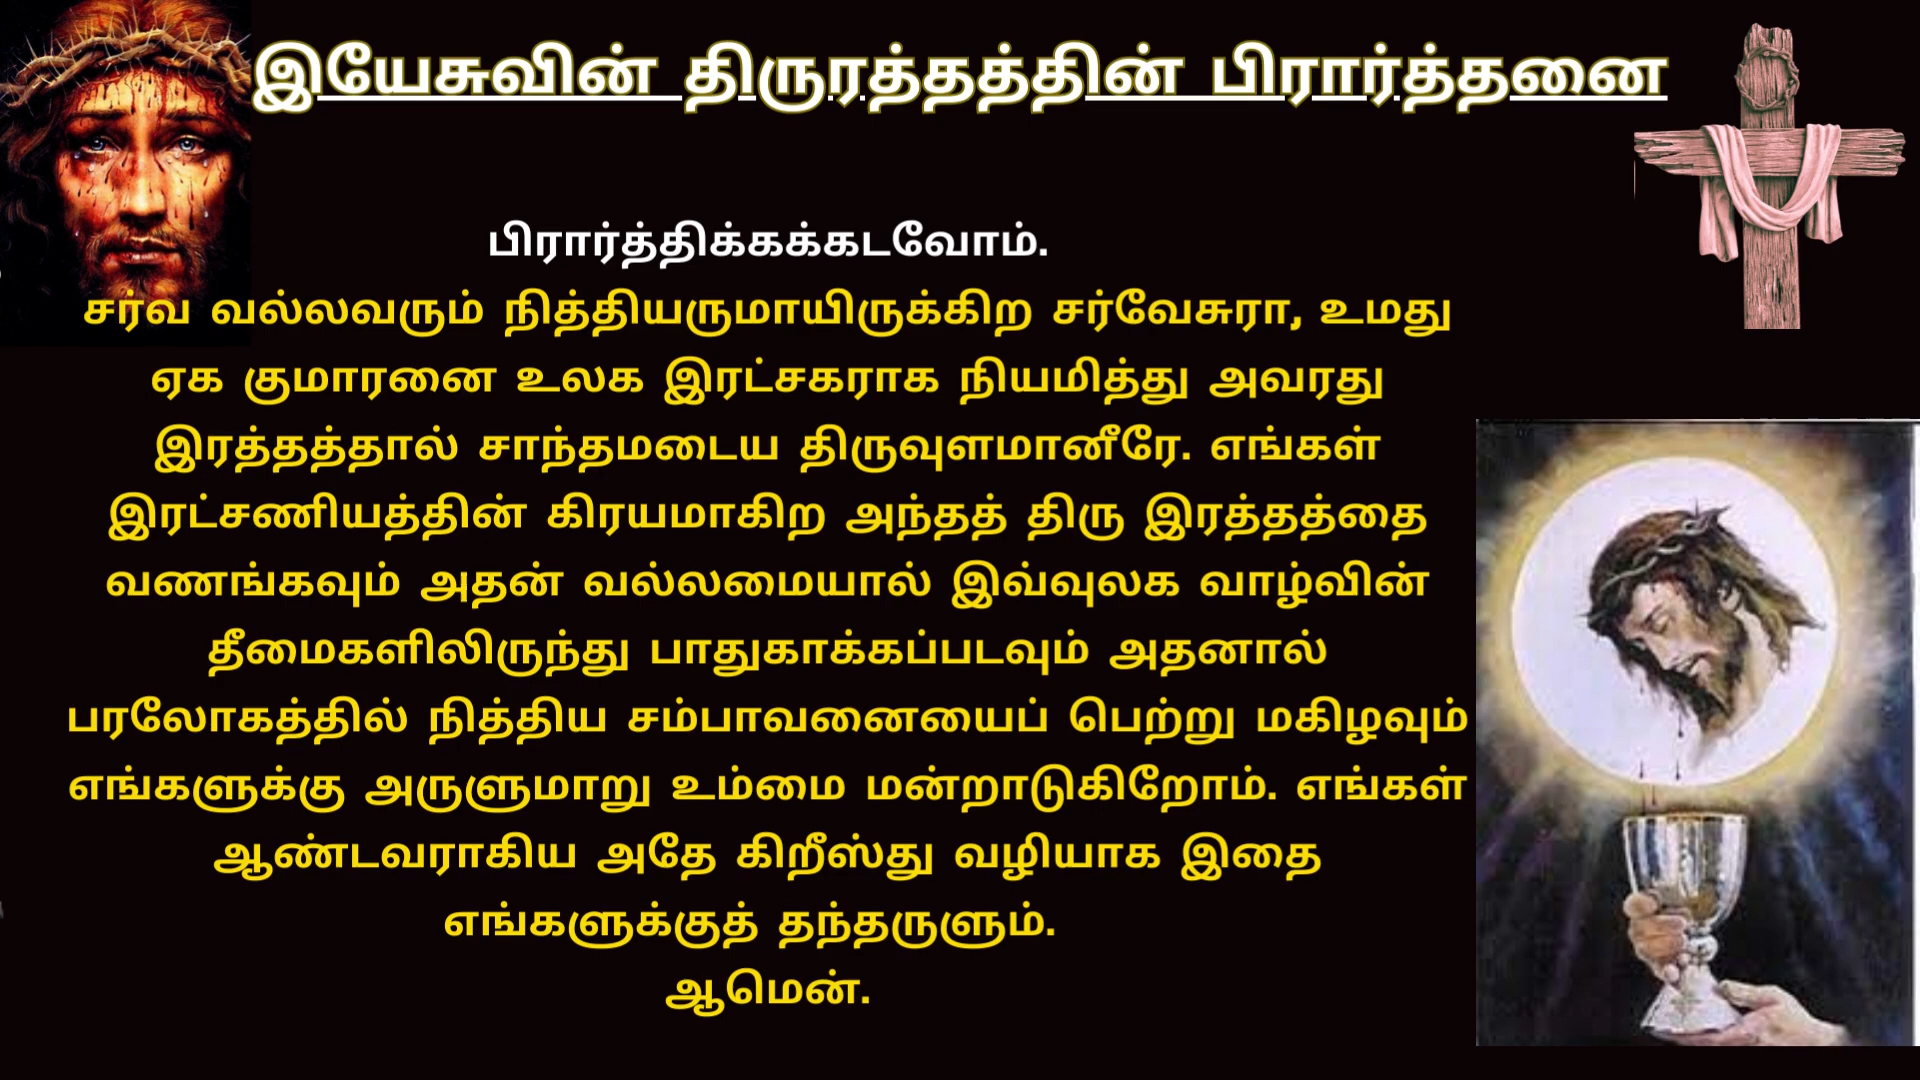 இயேசுவின் திருரத்தத்தின் பிரார்த்தனை
பிரார்த்திக்கக்கடவோம்.
சர்வ வல்லவரும் நித்தியருமாயிருக்கிற சர்வேசுரா, உமது
ஏக குமாரனை உலக இரட்சகராக நியமித்து அவரது
இரத்தத்தால் சாந்தமடைய திருவுளமானீரே. எங்கள்
இரட்சணியத்தின் கிரயமாகிற அந்தத் திரு இரத்தத்தை
வணங்கவும் அதன் வல்லமையால் இவ்வுலக வாழ்வின்
தீமைகளிலிருந்து பாதுகாக்கப்படவும் அதனால்
பரலோகத்தில் நித்திய சம்பாவனையைப் பெற்று மகிழவும்
எங்களுக்கு அருளுமாறு உம்மை மன்றாடுகிறோம். எங்கள்
ஆண்டவராகிய அதே கிறீஸ்து வழியாக இதை
எங்களுக்குத் தந்தருளும்.
ஆமென்.